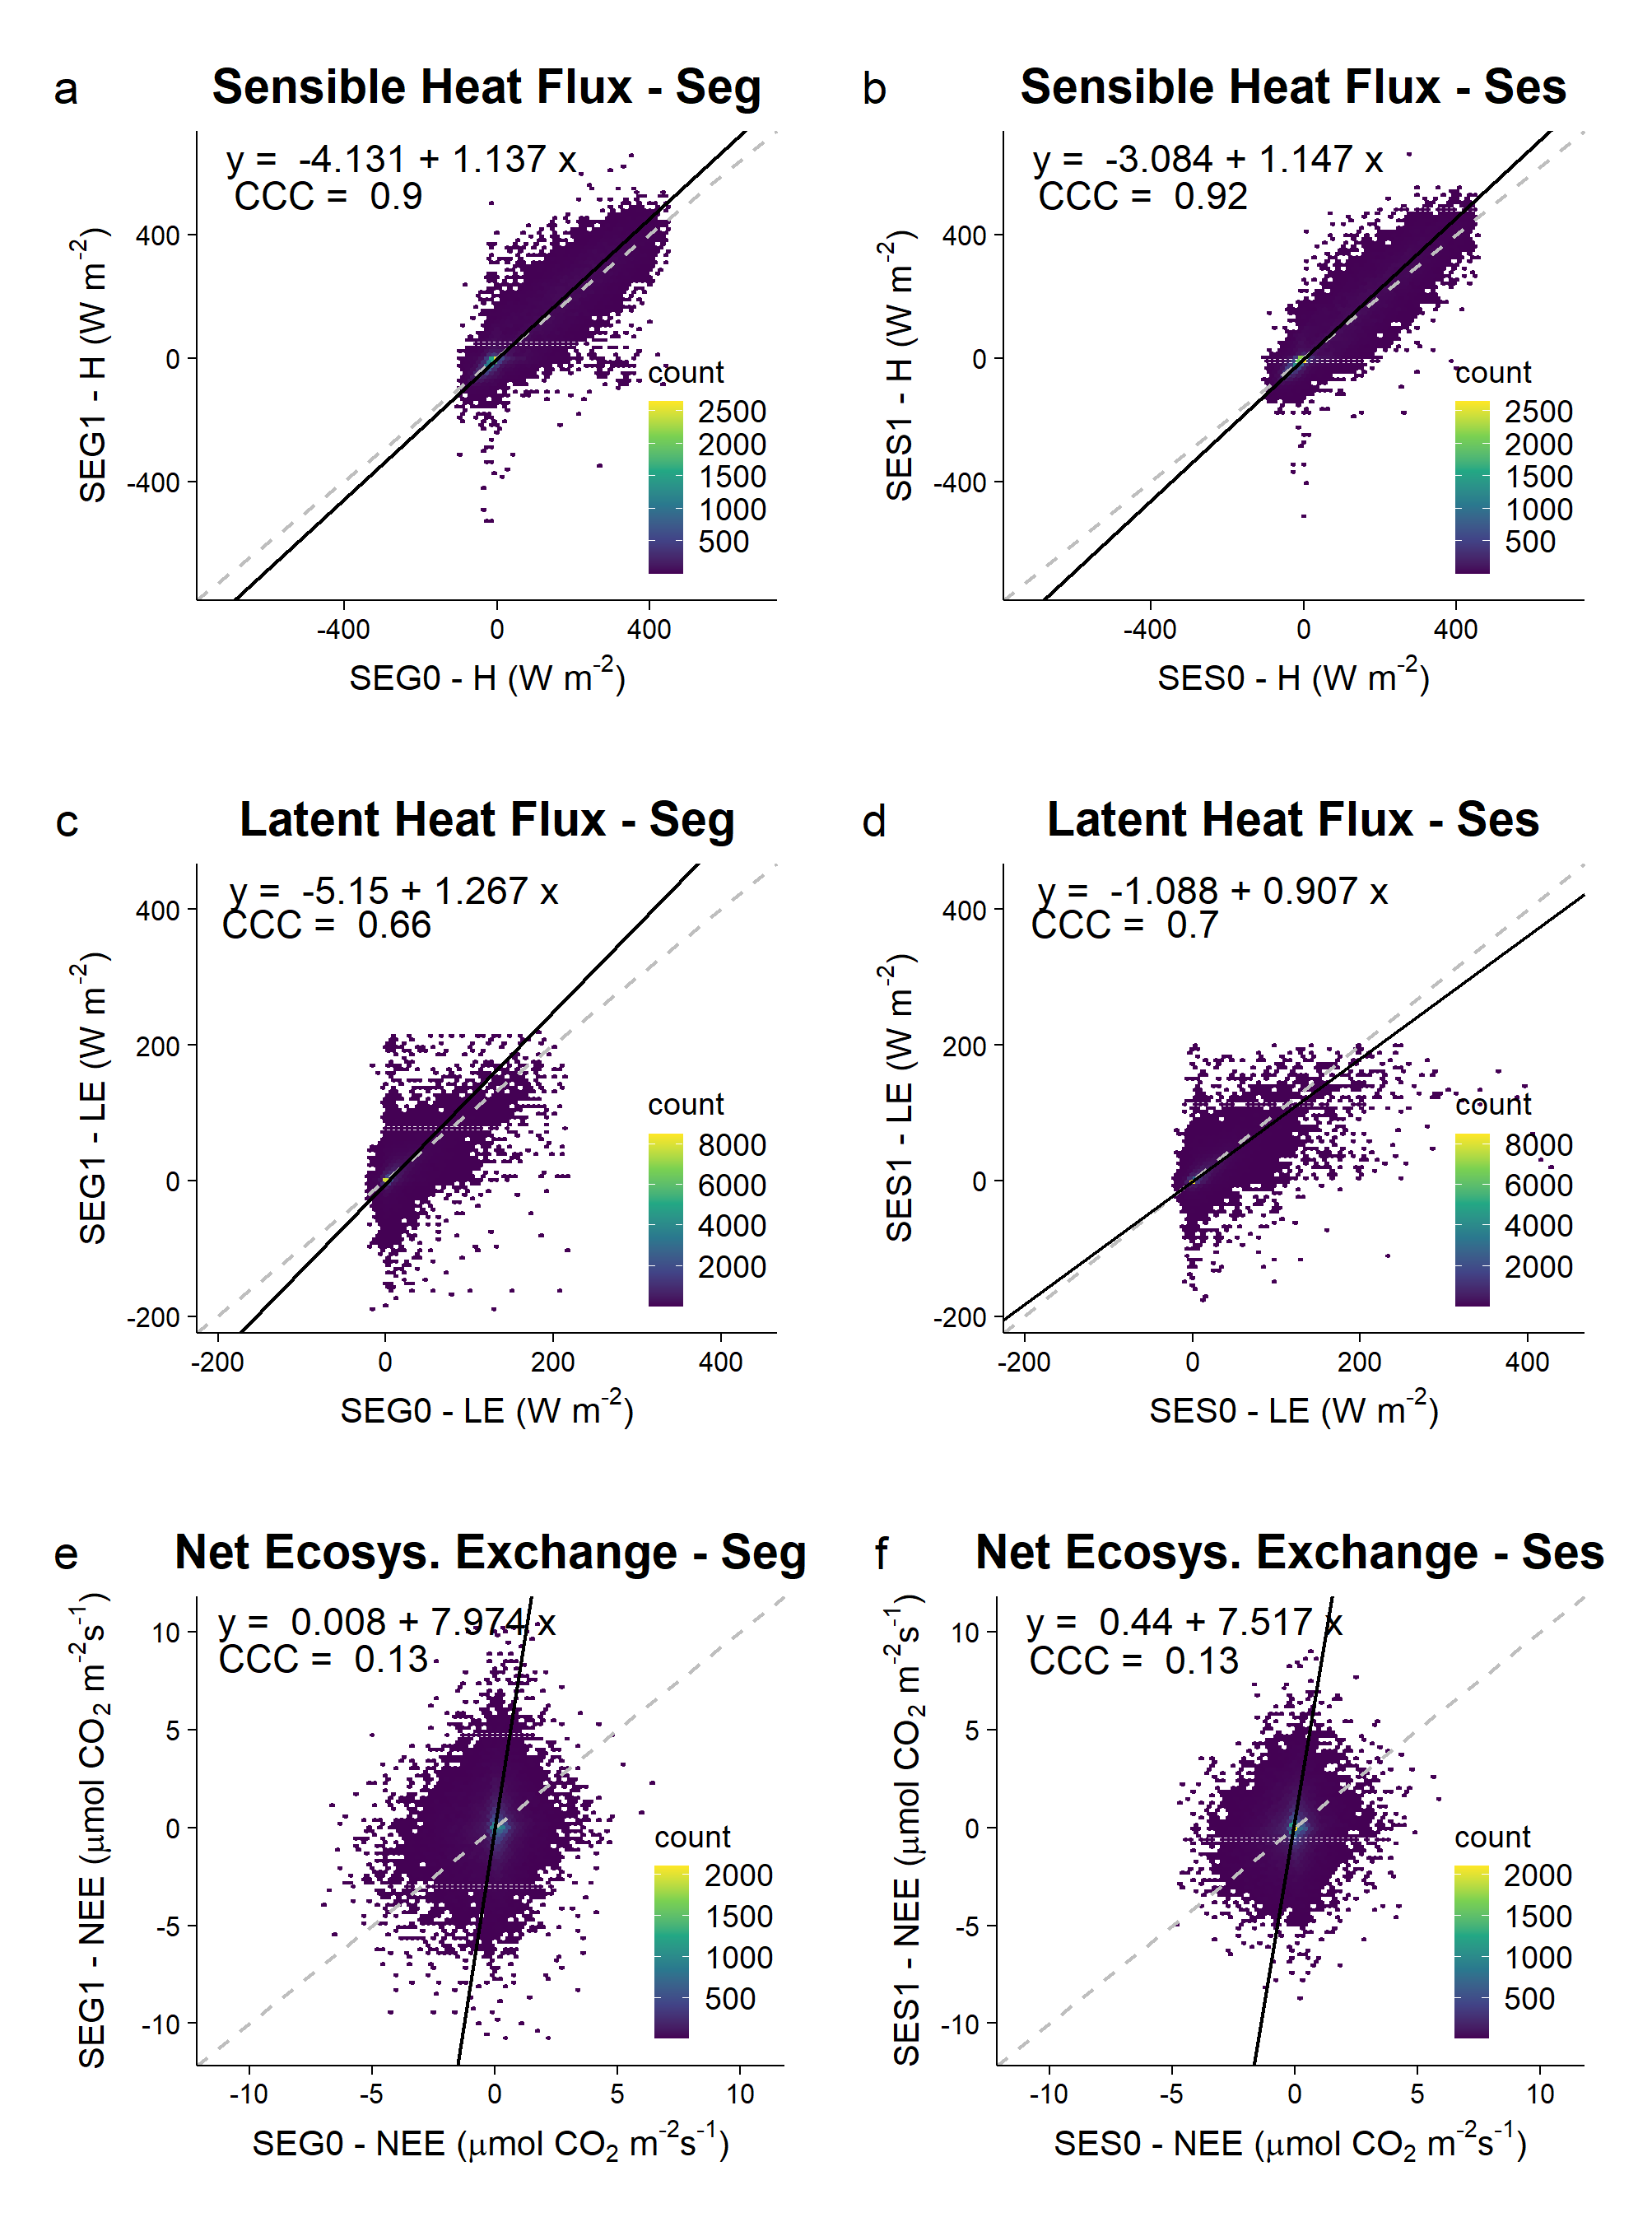 a Sensible Heat Flux - Seg
y = -4.131 + 1.137 x
CCC = 0.9
SEG1 - H (W m-2)
400
0
-400
-400 0 400
SEG0 - H (W m-2)
count
2500
2000
1500
1000
500
b Sensible Heat Flux - Ses
y = -3.084 + 1.147 x
CCC = 0.92
SES1 - H (W m-2)
400
0
-400
-400 0 400
SES0 - H (W m-2)
count
2500
2000
1500
1000
500
c Latent Heat Flux - Seg
y = -5.15 + 1.267 x
CCC = 0.66
SEG1 - LE (W m-2)
400
200
0
-200
-200 0 200 400
SEG0 - LE (W m-2)
count
8000
6000
4000
2000
d Latent Heat Flux - Ses
y = -1.088 + 0.907 x
CCC = 0.7
SES1 - LE (W m-2)
400
200
0
-200
-200 0 200 400
SES0 - LE (W m-2)
count
8000
6000
4000
2000
e Net Ecosys. Exchange - Seg
y = 0.008 + 7.974 x
CCC = 0.13
SEG1 - NEE (μmol CO2 m-2s-1)
10
5
0
-5
-10
-10 -5 0 5 10
SEG0 - NEE (μmol CO2 m-2s-1)
count
2000
1500
1000
500
f Net Ecosys. Exchange - Ses
y = 0.44 + 7.517 x
CCC = 0.13
SES1 - NEE (μmol CO2 m-2s-1)
10
5
0
-5
-10
-10 -5 0 5 10
SES0 - NEE (μmol CO2 m-2s-1)
count
2000
1500
1000
500